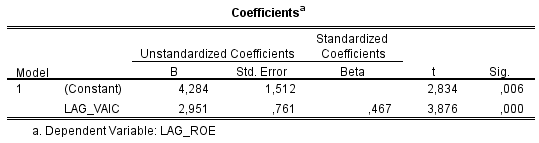 Coefficientsa
Unstandardized Coefficients Standardized Coefficients
Model B Std. Error Beta t Sig.
1 (Constant) 4,284 1,512 2,834 ,006
LAG_VAIC 2,951 ,761 ,467 3,876 ,000
a. Dependent Variable: LAG_ROE